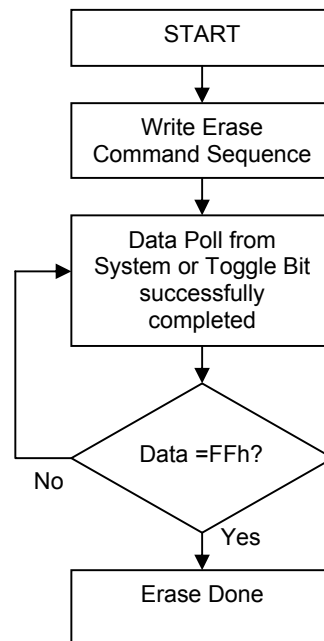 START
Write Erase
Command Sequence
Data Poll from
System or Toggle Bit
successfully
completed
Data =FFh?
No
Yes
Erase Done